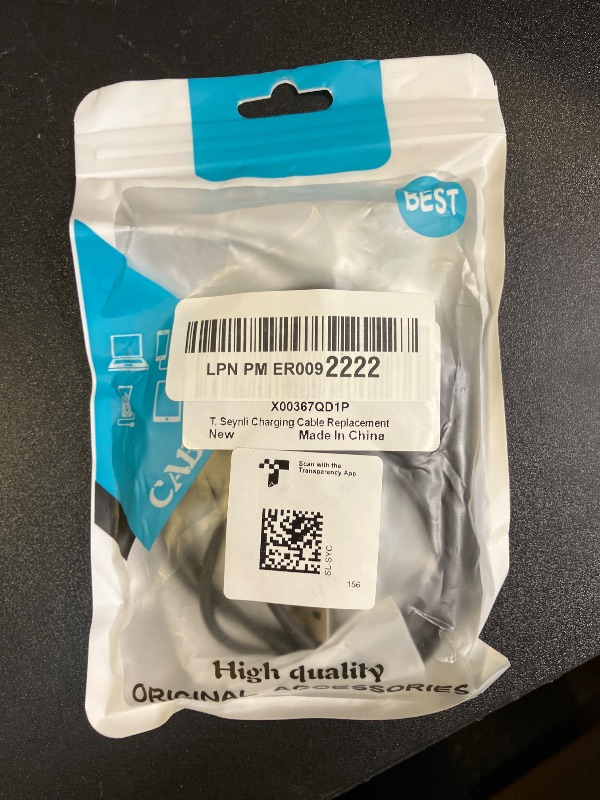 BEST
LPN PM ER0092222
X00367QD1P
T. Seynli Charging Cable Replacement
New Made In China
Scan with the
Transparency App
SL-SYC
156
High quality
ORIGINAL ACCESSORIES